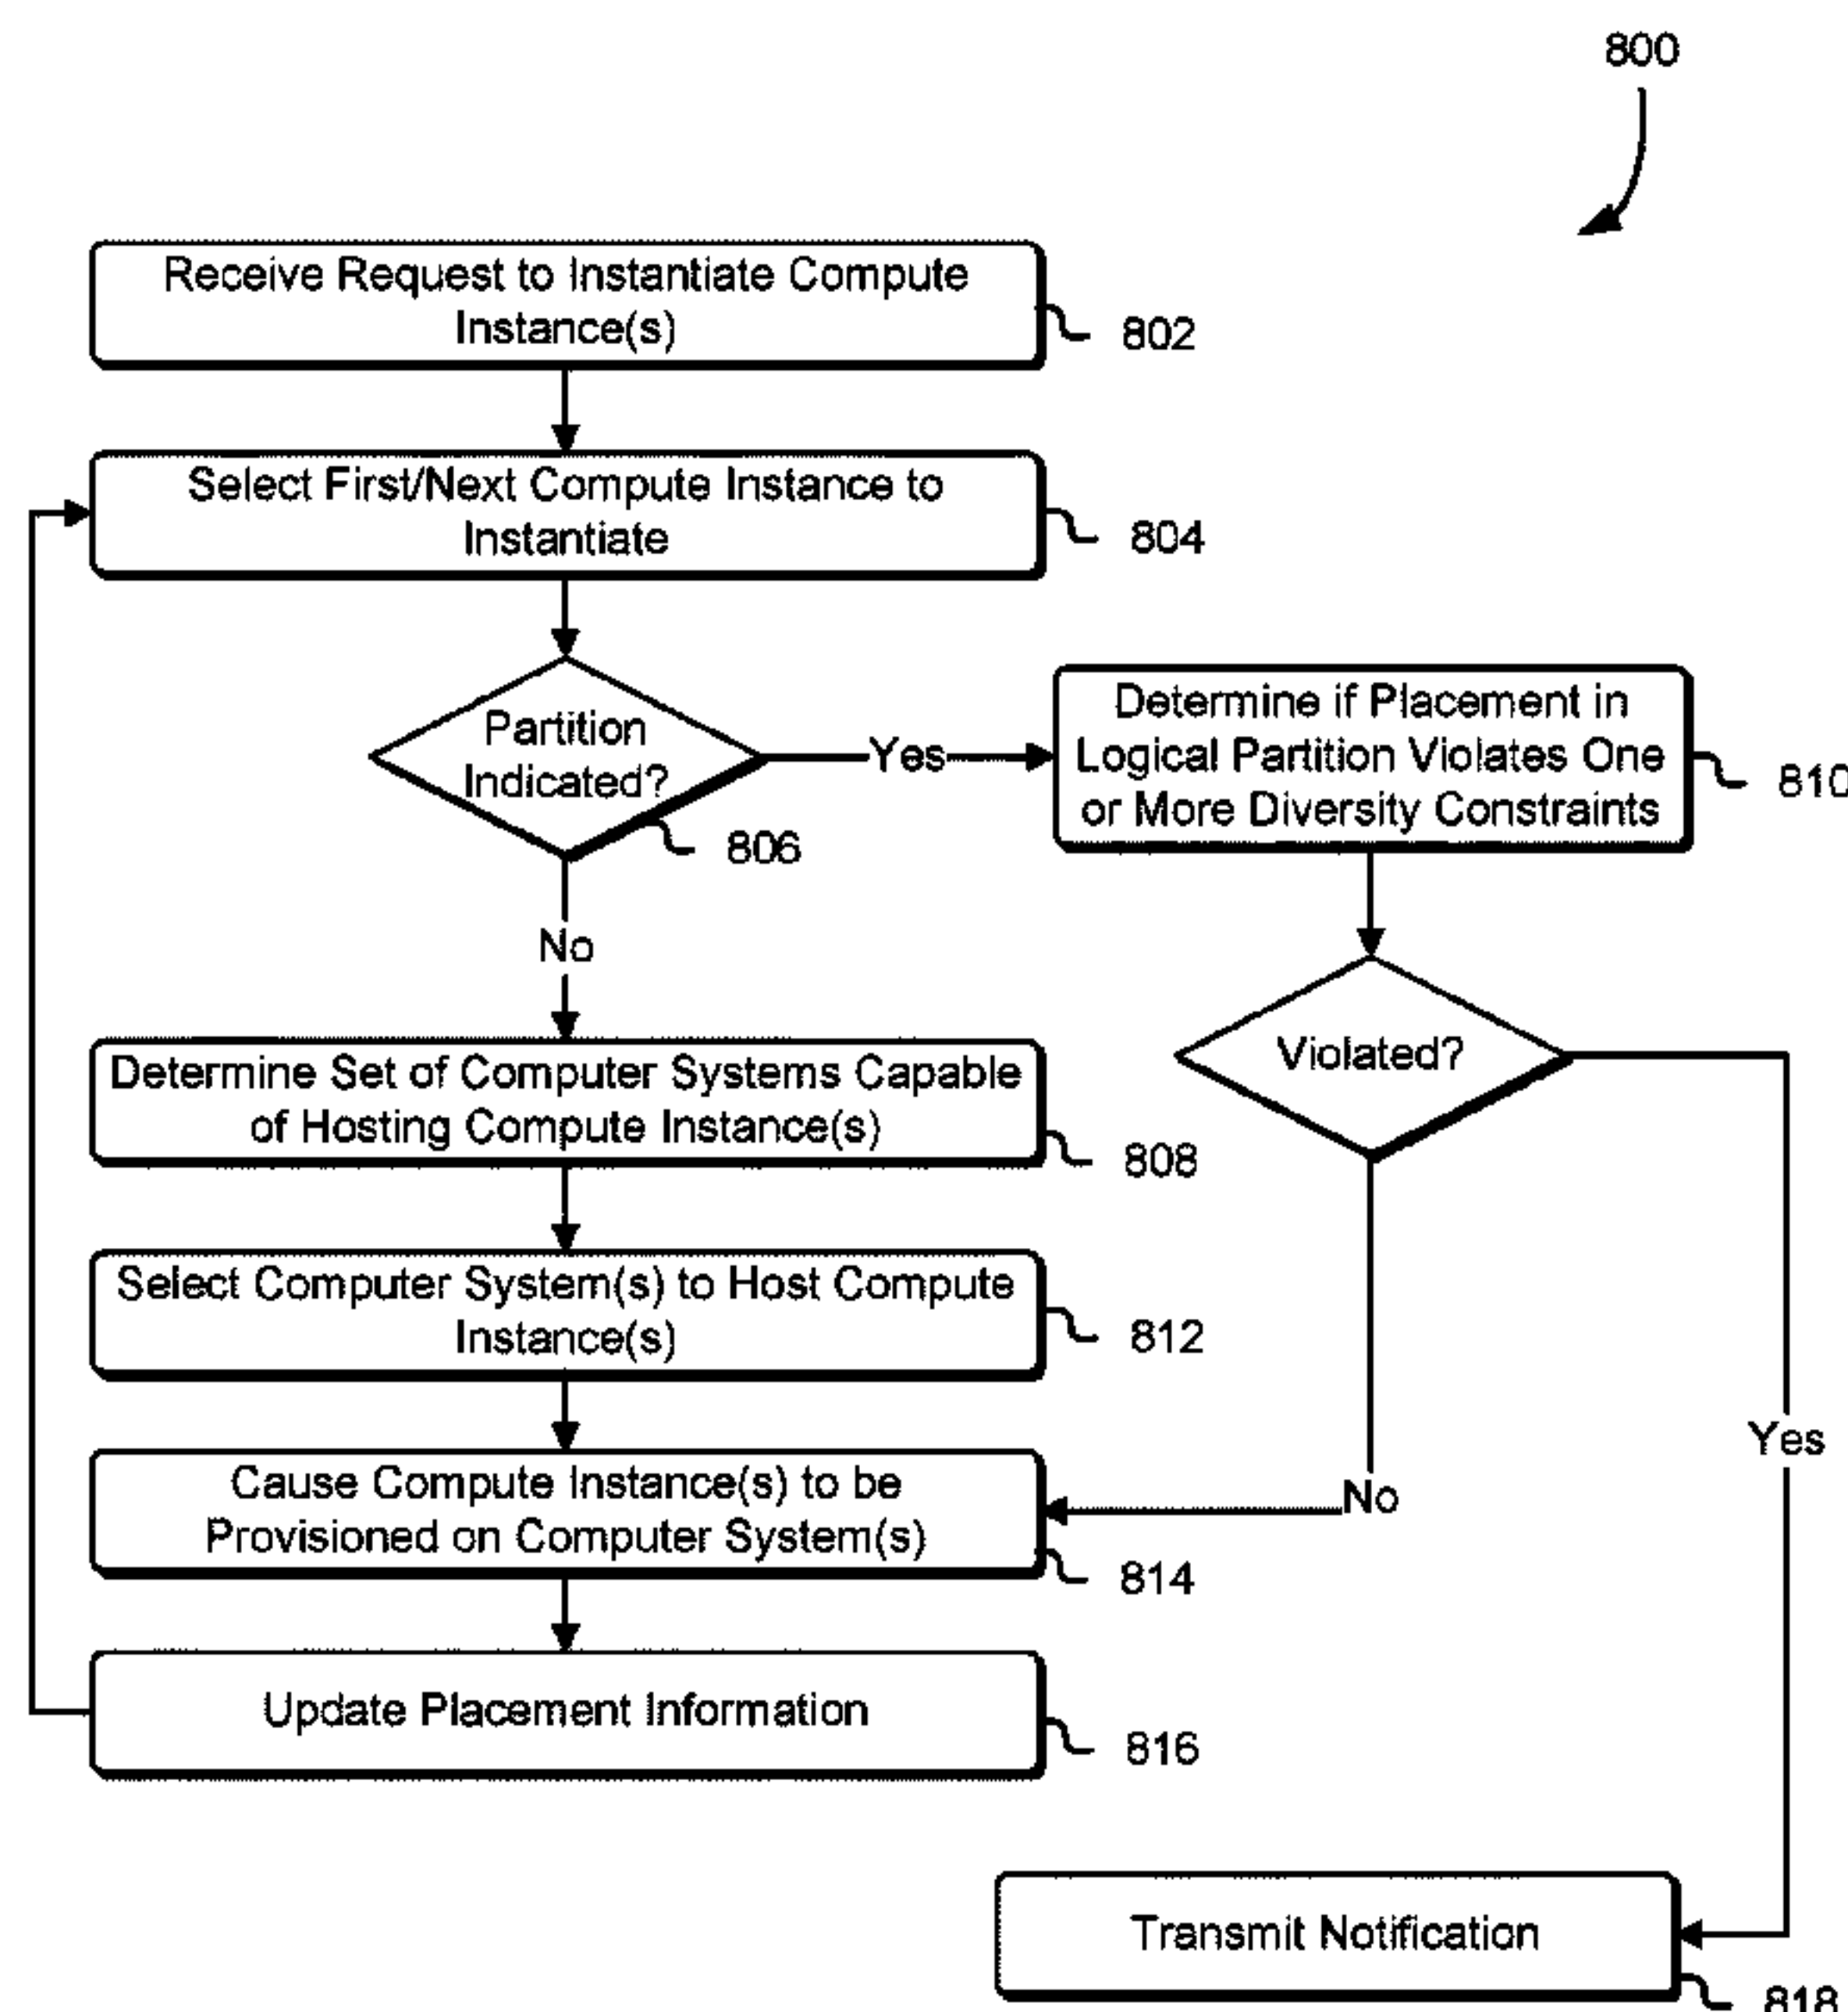 800
Receive Request to Instantiate Compute
Instance(s)
802
Select First/Next Compute Instance to
Instantiate
804
Partition
Indicated?
806
Yes
Determine if Placement in
Logical Partition Violates One
or More Diversity Constraints
810
No
Violated?
Determine Set of Computer Systems Capable
of Hosting Compute Instance(s)
808
Select Computer System(s) to Host Compute
Instance(s)
812
Yes
No
Cause Compute Instance(s) to be
Provisioned on Computer System(s)
814
Update Placement Information
816
Transmit Notification
818